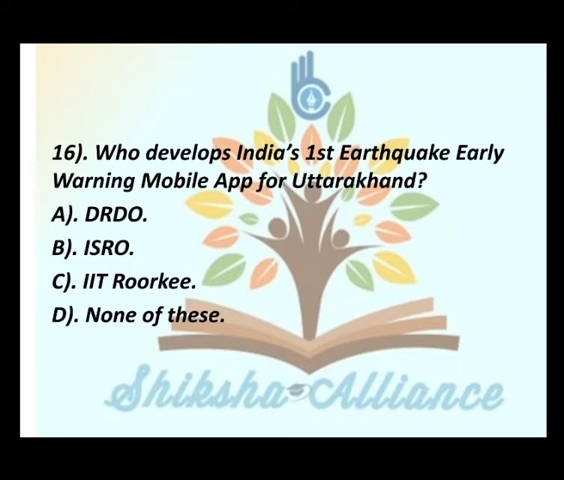 16). Who develops India's 1st Earthquake Early
Warning Mobile App for Uttarakhand?
A). DRDO.
B). ISRO.
C). IIT Roorkee.
D). None of these.
Shiksha Alliance